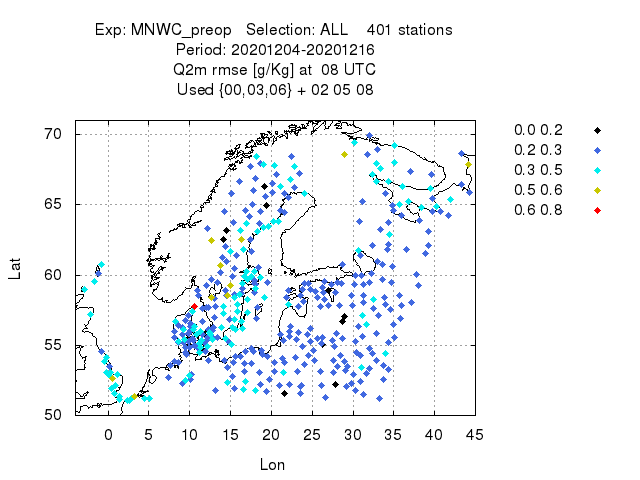 Exp: MNWC_preop Selection: ALL 401 stations
Period: 20201204-20201216
Q2m rmse [g/Kg] at 08 UTC
Used {00,03,06} + 02 05 08
0.0 0.2
0.2 0.3
0.3 0.5
0.5 0.6
0.6 0.8
70
65
60
55
50
Lat
0 5 10 15 20 25 30 35 40 45
Lon